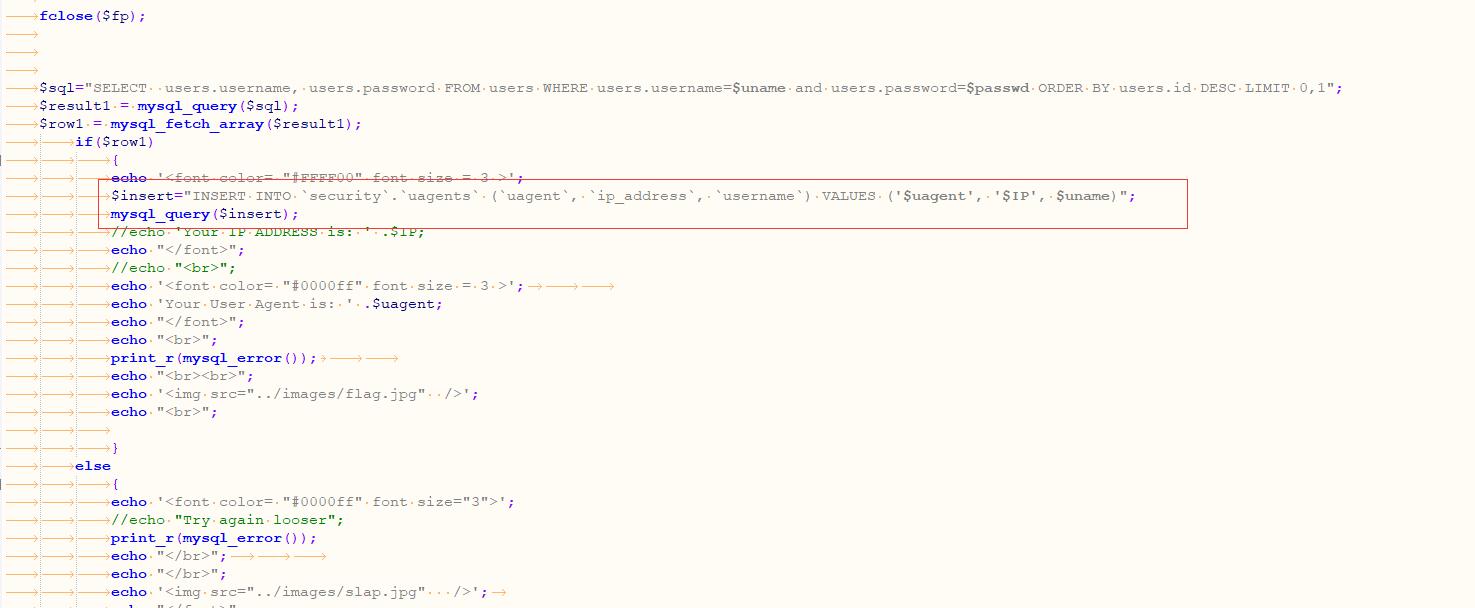 fclose($fp);
$sql="SELECT  users.username, users.password FROM users WHERE users.username=$uname and users.password=$passwd ORDER BY users.id DESC LIMIT 0,1";
$result1 = mysql_query($sql);
$row1 = mysql_fetch_array($result1);
if($row1)
{
echo '<font color= "#FFFF00" font size = 3 >';
$insert="INSERT INTO `security`.`uagents` (`uagent`, `ip_address`, `username`) VALUES ('$uagent', '$IP', $uname)";
mysql_query($insert);
//echo 'Your IP ADDRESS is: ' .$IP;
echo "</font>";
//echo "<br>";
echo '<font color= "#0000ff" font size = 3 >';
echo 'Your User Agent is: ' .$uagent;
echo "</font>";
echo "<br>";
print_r(mysql_error());
echo "<br><br>";
echo '<img src="../images/flag.jpg"  />';
echo "<br>";
}
else
{
echo '<font color= "#0000ff" font size="3">';
//echo "Try again looser";
print_r(mysql_error());
echo "</br>";
echo "</br>";
echo '<img src="../images/slap.jpg"   />';
echo "</font>"